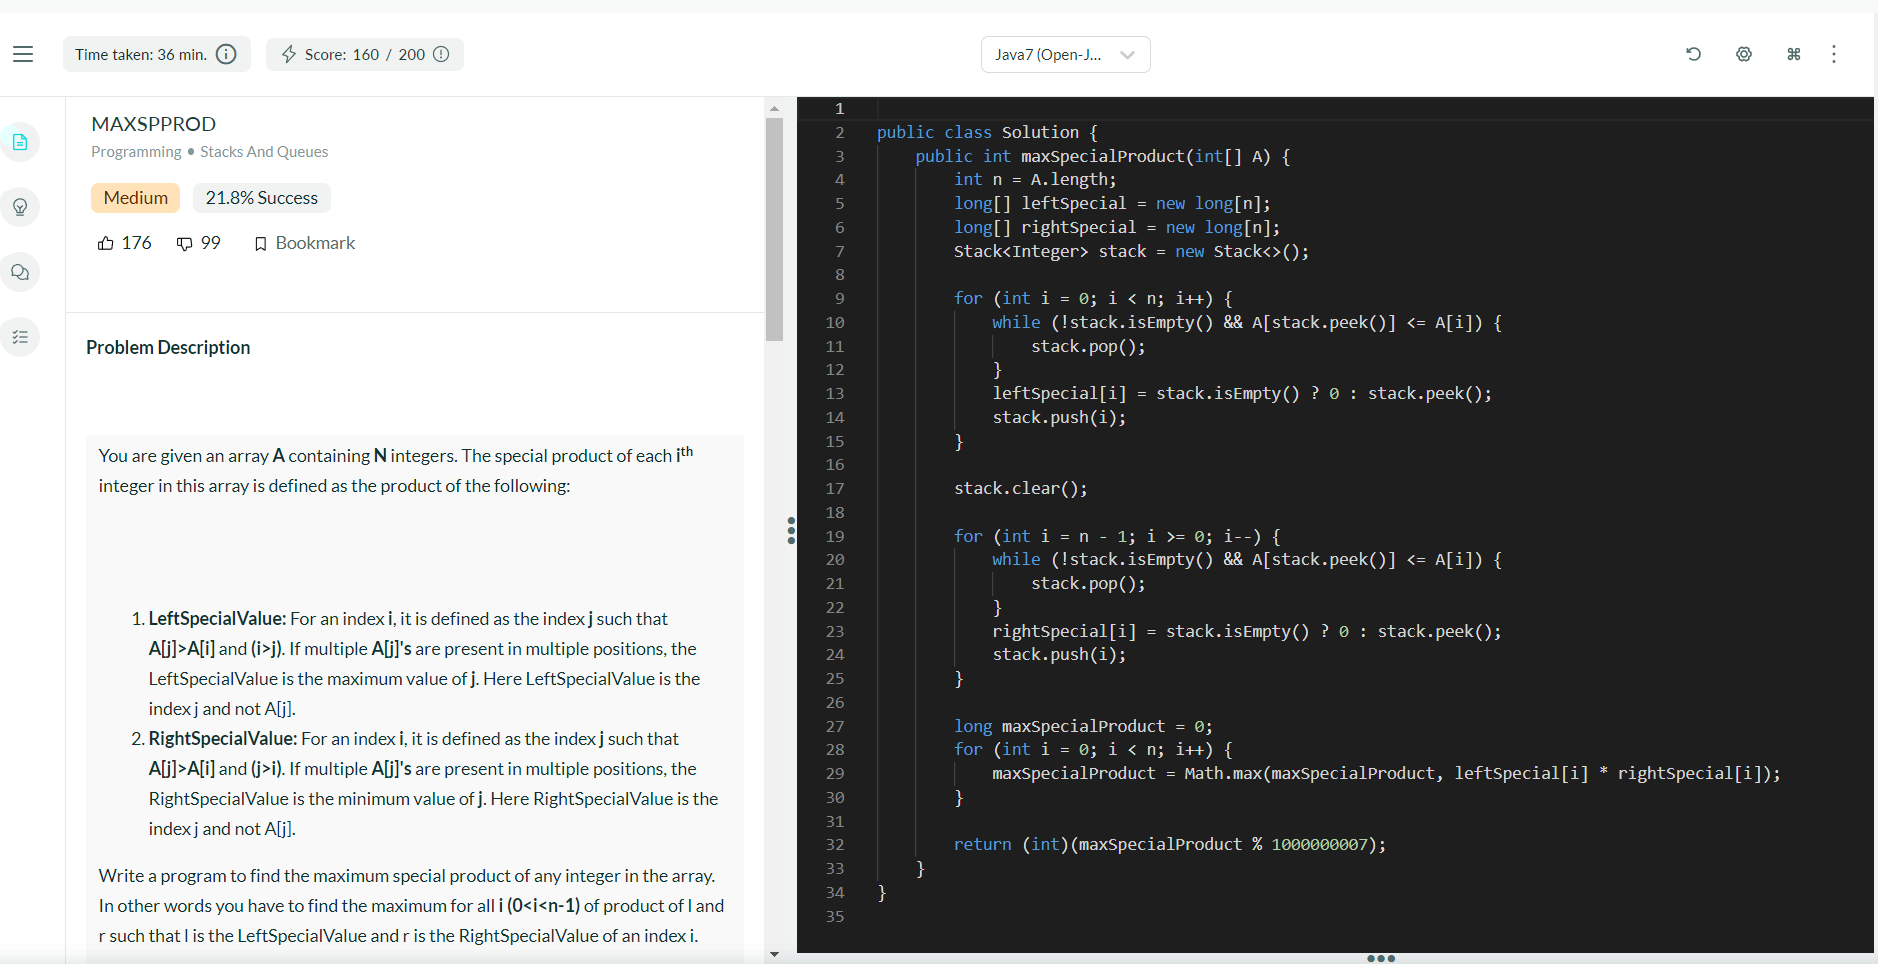 Time taken: 36 min.
Score: 160 / 200
Java7 (Open-J...
MAXSPPROD
Programming • Stacks And Queues
Medium
21.8% Success
176
99
Bookmark
Problem Description
You are given an array A containing N integers. The special product of each ith
integer in this array is defined as the product of the following:
1. LeftSpecialValue: For an index i, it is defined as the index j such that
A[j]>A[i] and (i>j). If multiple A[j]'s are present in multiple positions, the
LeftSpecialValue is the maximum value of j. Here LeftSpecialValue is the
index j and not A[j].
2. RightSpecialValue: For an index i, it is defined as the index j such that
A[j]>A[i] and (j>i). If multiple A[j]'s are present in multiple positions, the
RightSpecialValue is the minimum value of j. Here RightSpecialValue is the
index j and not A[j].
Write a program to find the maximum special product of any integer in the array.
In other words you have to find the maximum for all i (0<i<n-1) of product of l and
r such that l is the LeftSpecialValue and r is the RightSpecialValue of an index i.
1
2 public class Solution {
3     public int maxSpecialProduct(int[] A) {
4         int n = A.length;
5         long[] leftSpecial = new long[n];
6         long[] rightSpecial = new long[n];
7         Stack<Integer> stack = new Stack<>();
8
9         for (int i = 0; i < n; i++) {
10             while (!stack.isEmpty() && A[stack.peek()] <= A[i]) {
11                 stack.pop();
12             }
13             leftSpecial[i] = stack.isEmpty() ? 0 : stack.peek();
14             stack.push(i);
15         }
16
17         stack.clear();
18
19         for (int i = n - 1; i >= 0; i--) {
20             while (!stack.isEmpty() && A[stack.peek()] <= A[i]) {
21                 stack.pop();
22             }
23             rightSpecial[i] = stack.isEmpty() ? 0 : stack.peek();
24             stack.push(i);
25         }
26
27         long maxSpecialProduct = 0;
28         for (int i = 0; i < n; i++) {
29             maxSpecialProduct = Math.max(maxSpecialProduct, leftSpecial[i] * rightSpecial[i]);
30         }
31
32         return (int)(maxSpecialProduct % 1000000007);
33     }
34 }
35